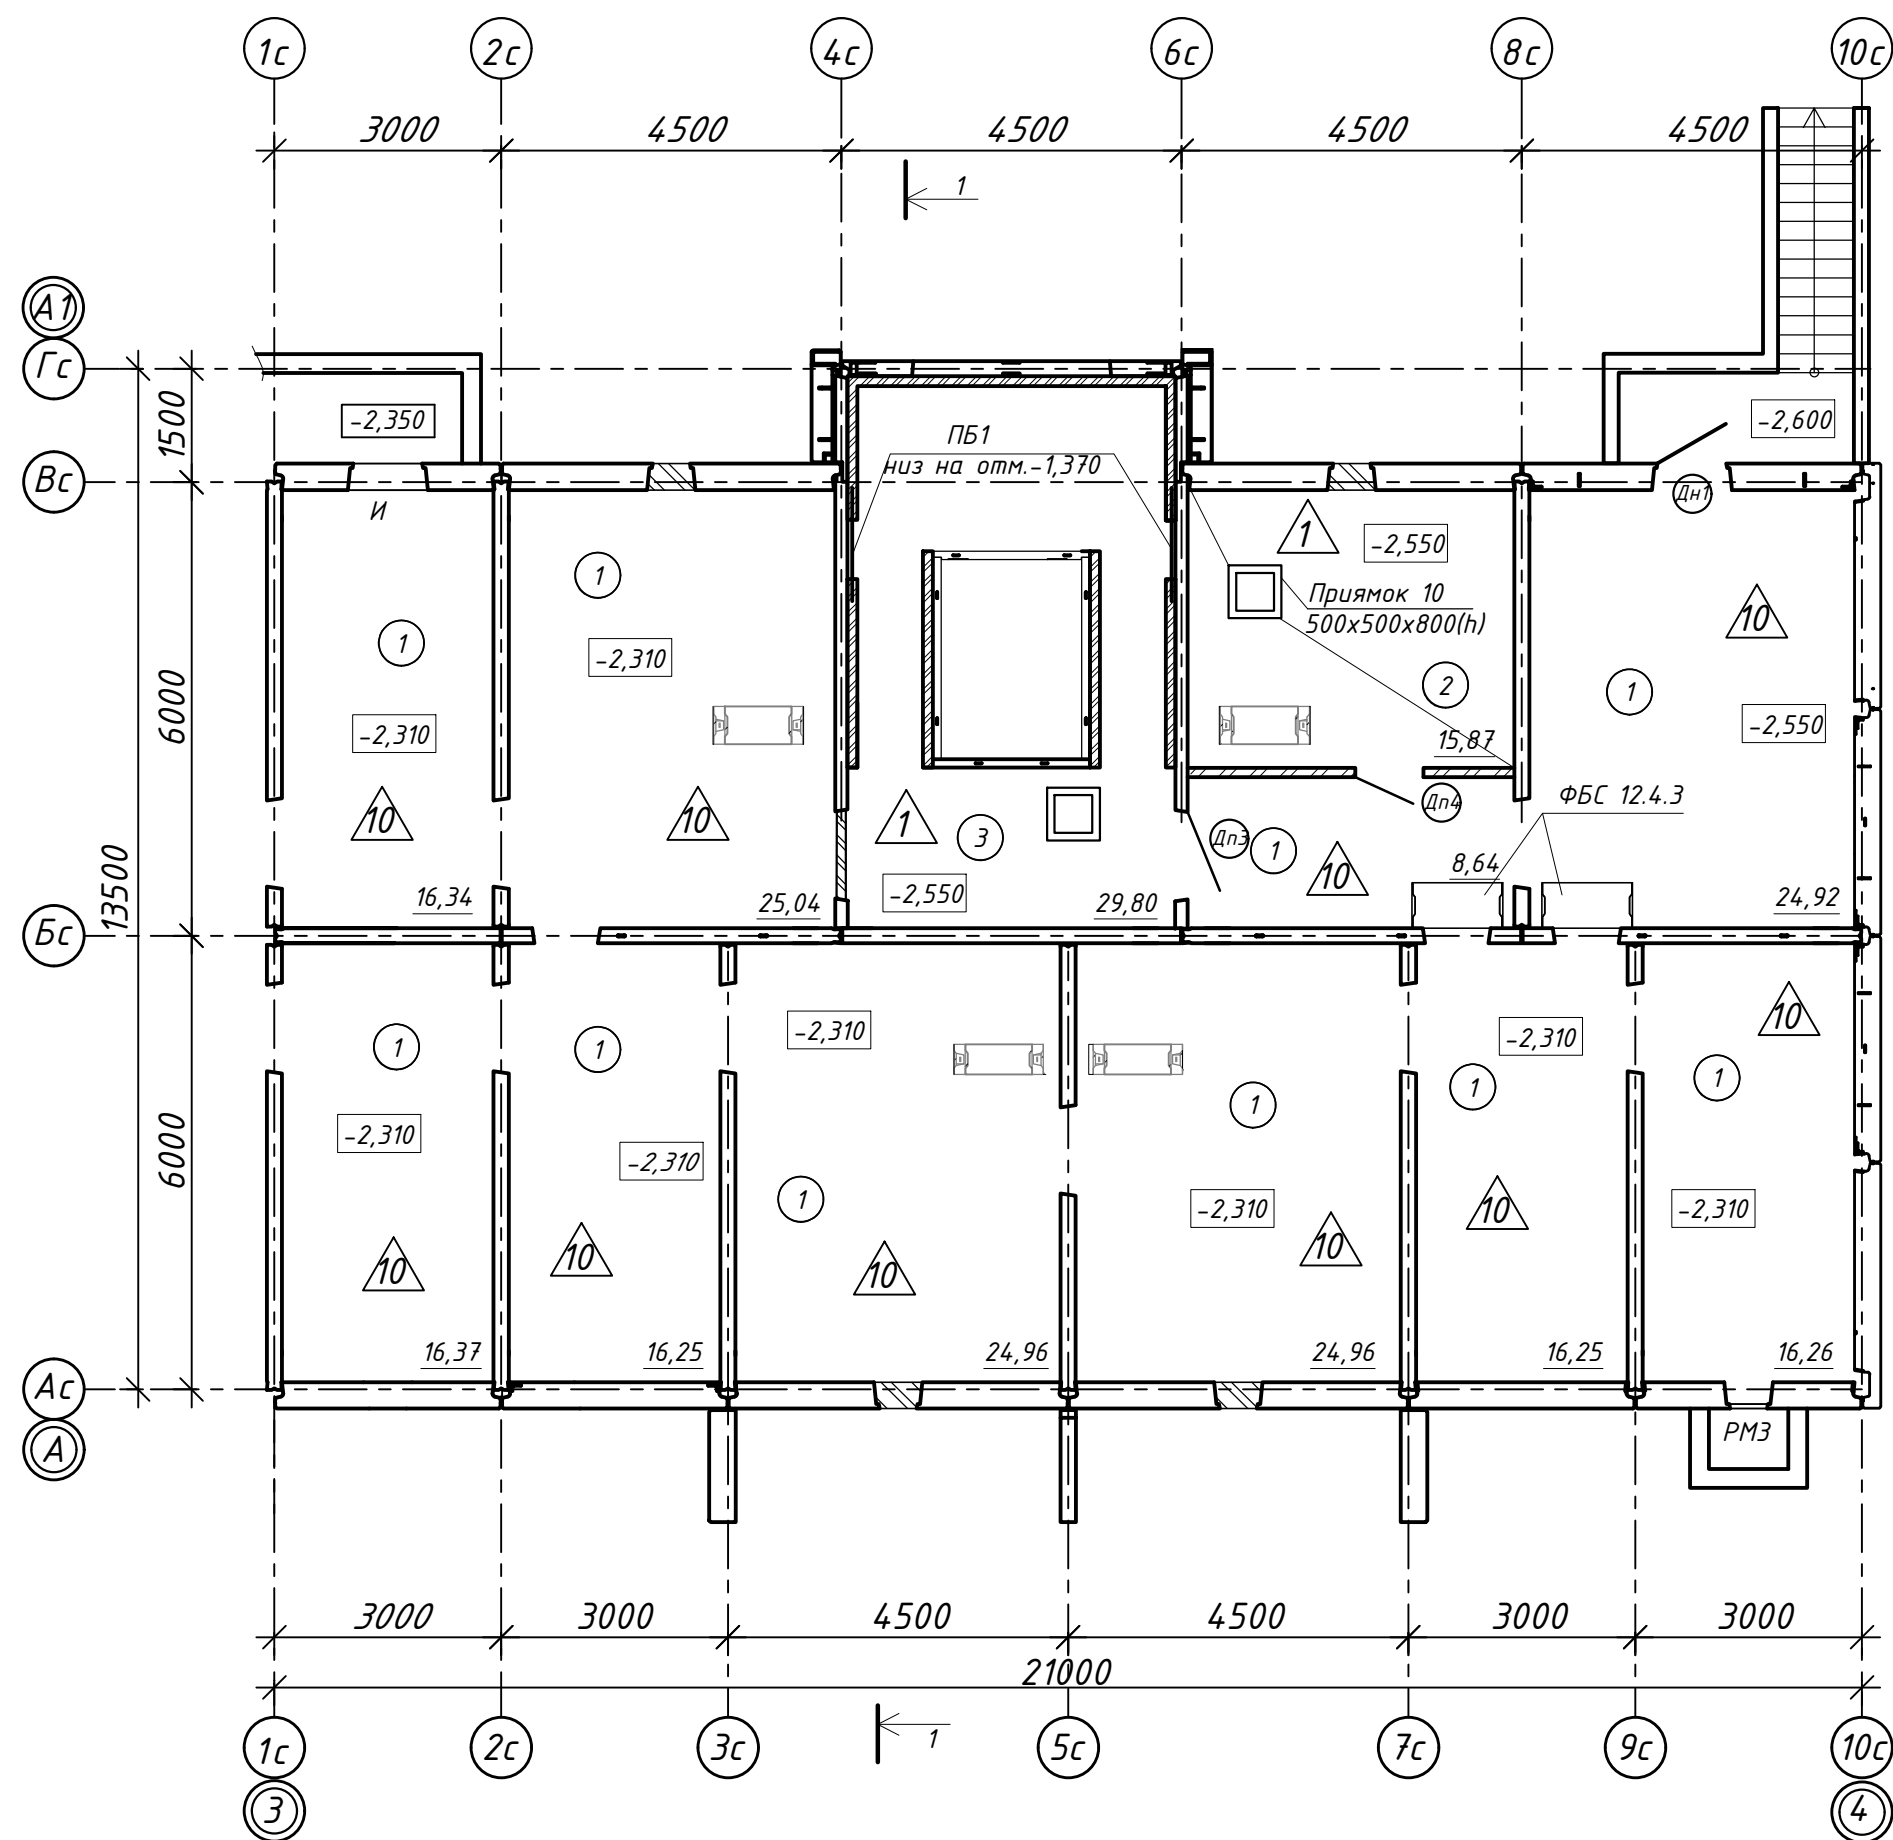 1с 2с 4с 6с 8с 10с
3000 4500 4500 4500 4500
1
А1
Гс
1500
-2,350
-2,600
ПБ1
низ на отм.-1,370
Вс
И
Дн1
1
-2,550
1
Приямок 10
500х500х800(h)
10
1
-2,310
2
1
6000
-2,310
15,87
-2,550
ФБС 12.4.3
10
10
1
3
Дп3
1
Дп4
10
8,64
13500
16,34
25,04
-2,550
29,80
24,92
Бс
-2,310
-2,310
10
1
1
1
1
1
-2,310
-2,310
1
6000
-2,310
-2,310
10
10
10
10
10
16,37
16,25
24,96
24,96
16,25
16,26
Ас
А
РМ3
3000 3000 4500 4500 3000 3000
21000
1
1с 2с 3с 5с 7с 9с 10с
3 4